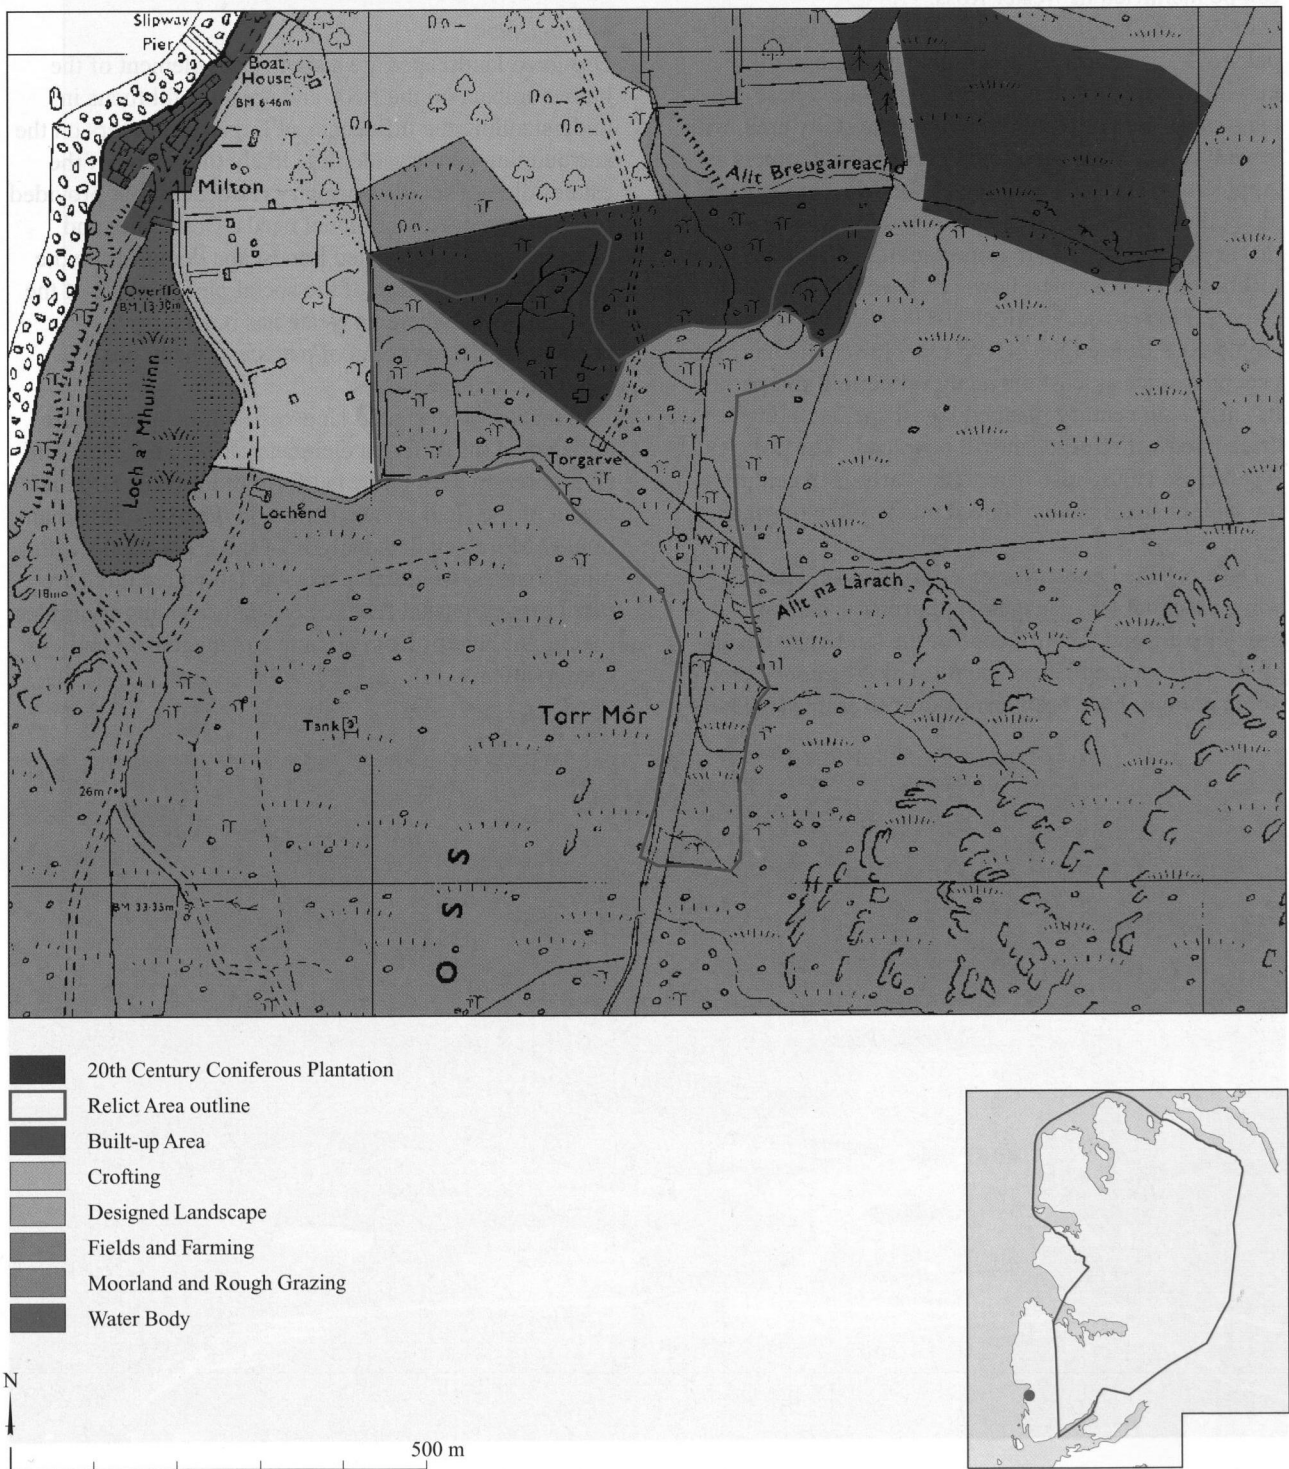 Slipway
Pier
Boat
House
BM 6·46m
Milton
Allt Breugaireachd
Overflow
BM 13·30m
Loch a' Mhuilinn
Lochend
Torgarve
W
Allt na Làrach
18m
Tank
Torr Mór
26m
BM 33·33m
O. S. S
20th Century Coniferous Plantation
Relict Area outline
Built-up Area
Crofting
Designed Landscape
Fields and Farming
Moorland and Rough Grazing
Water Body
N
500 m